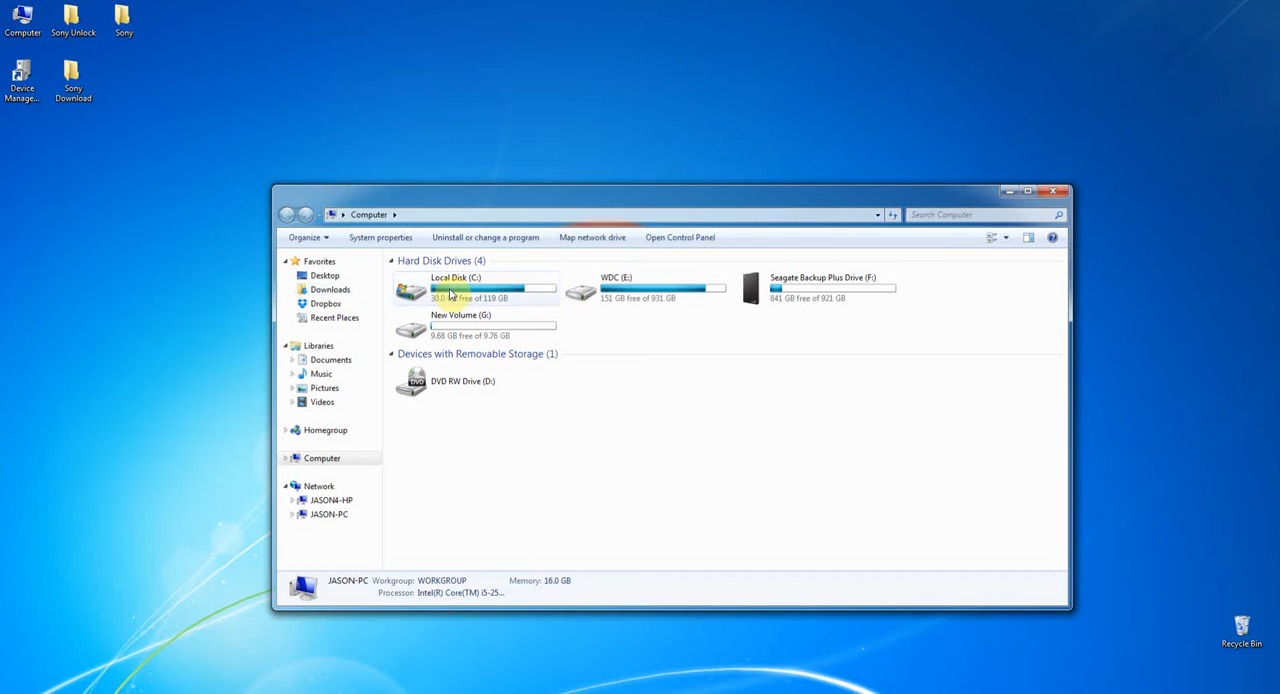 Computer
Sony Unlock
Sony
Device
Manage...
Sony
Download
Computer
Search Computer
Organize
System properties
Uninstall or change a program
Map network drive
Open Control Panel
Favorites
Desktop
Downloads
Dropbox
Recent Places
Libraries
Documents
Music
Pictures
Videos
Homegroup
Computer
Network
JASON4-HP
JASON-PC
Hard Disk Drives (4)
Local Disk (C:)
30.0 free of 119 GB
WDC (E:)
151 GB free of 931 GB
Seagate Backup Plus Drive (F:)
841 GB free of 921 GB
New Volume (G:)
9.68 GB free of 9.76 GB
Devices with Removable Storage (1)
DVD
DVD RW Drive (D:)
JASON-PC Workgroup: WORKGROUP Memory: 16.0 GB
Processor: Intel(R) Core(TM) i5-25...
Recycle Bin